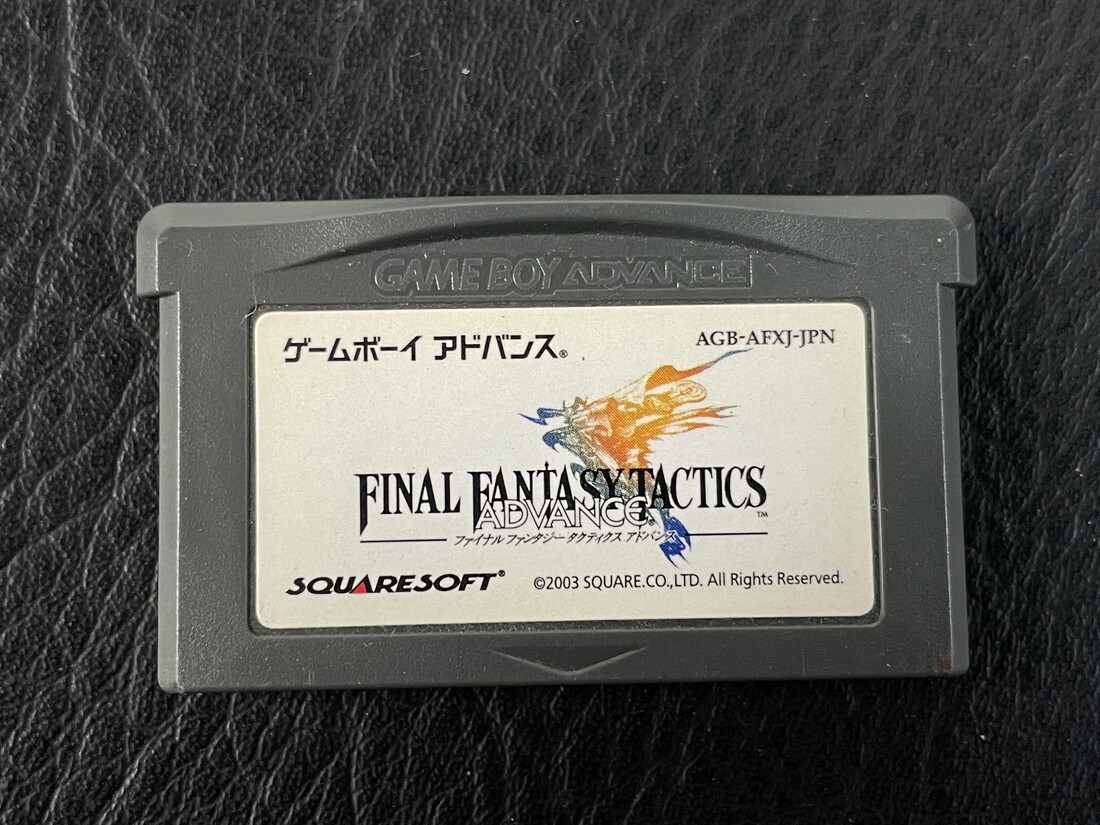 GAME BOY ADVANCE
ゲームボーイ アドバンス®
AGB-AFXJ-JPN
FINAL FANTASY TACTICS™
ADVANCE®
ファイナル ファンタジー タクティクス アドバンス
SQUARESOFT®
©2003 SQUARE.CO.,LTD. All Rights Reserved.